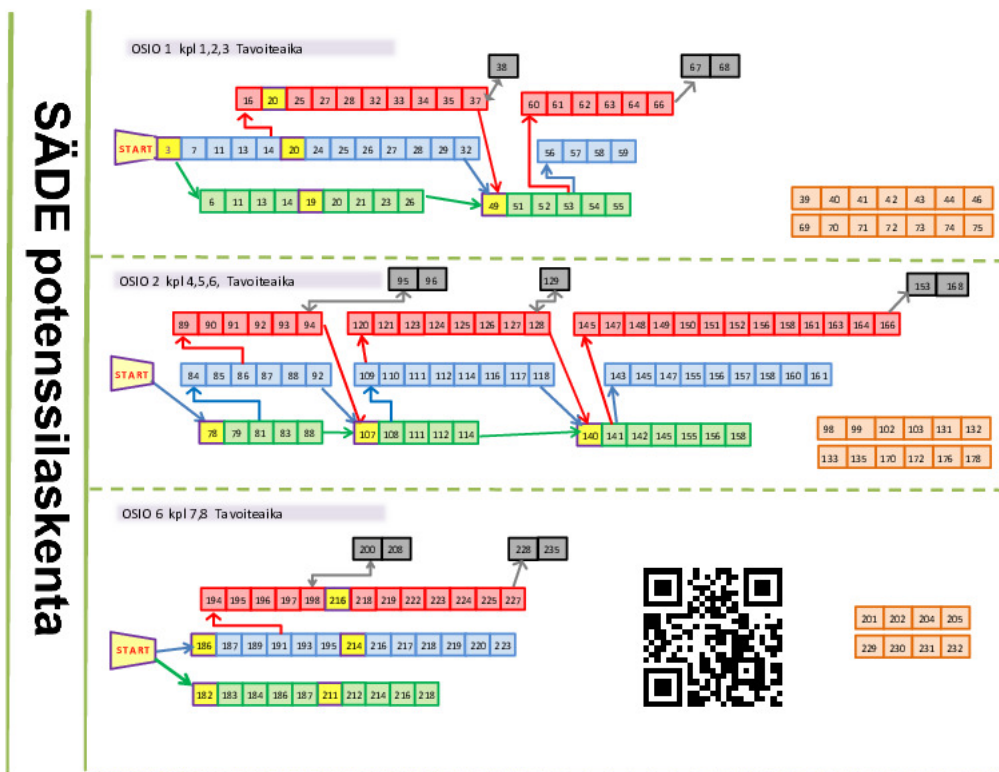 SÄDE potenssilaskenta
OSIO 1 kpl 1,2,3 Tavoiteaika
38
67 68
16 20 25 27 28 32 33 34 35 37
60 61 62 63 64 66
START 3 7 11 13 14 20 24 25 26 27 28 29 32
56 57 58 59
6 11 13 14 19 20 21 23 26
49 51 52 53 54 55
39 40 41 42 43 44 46
69 70 71 72 73 74 75
OSIO 2 kpl 4,5,6, Tavoiteaika
95 96
129
153 168
89 90 91 92 93 94
120 121 123 124 125 126 127 128
145 147 148 149 150 151 152 156 158 161 163 164 166
START
84 85 86 87 88 92
109 110 111 112 114 116 117 118
143 145 147 155 156 157 158 160 161
78 79 81 83 88
107 108 111 112 114
140 141 142 145 155 156 158
98 99 102 103 131 132
133 135 170 172 176 178
OSIO 6 kpl 7,8 Tavoiteaika
200 208
228 235
194 195 196 197 198 216 218 219 222 223 224 225 227
START
186 187 189 191 193 195 214 216 217 218 219 220 223
182 183 184 186 187 211 212 214 216 218
201 202 204 205
229 230 231 232